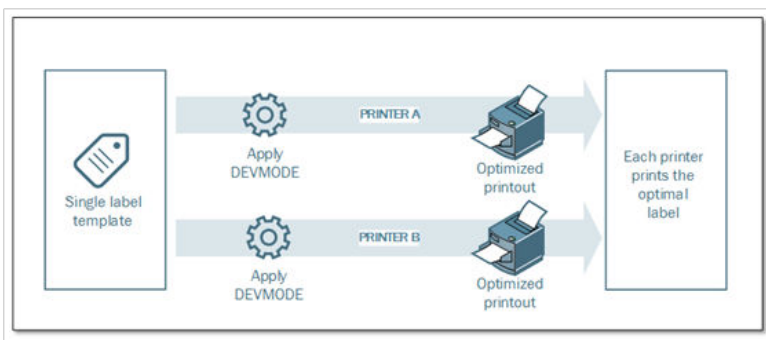 Single label
template
PRINTER A
Apply
DEVMODE
Optimized
printout
PRINTER B
Apply
DEVMODE
Optimized
printout
Each printer
prints the
optimal
label